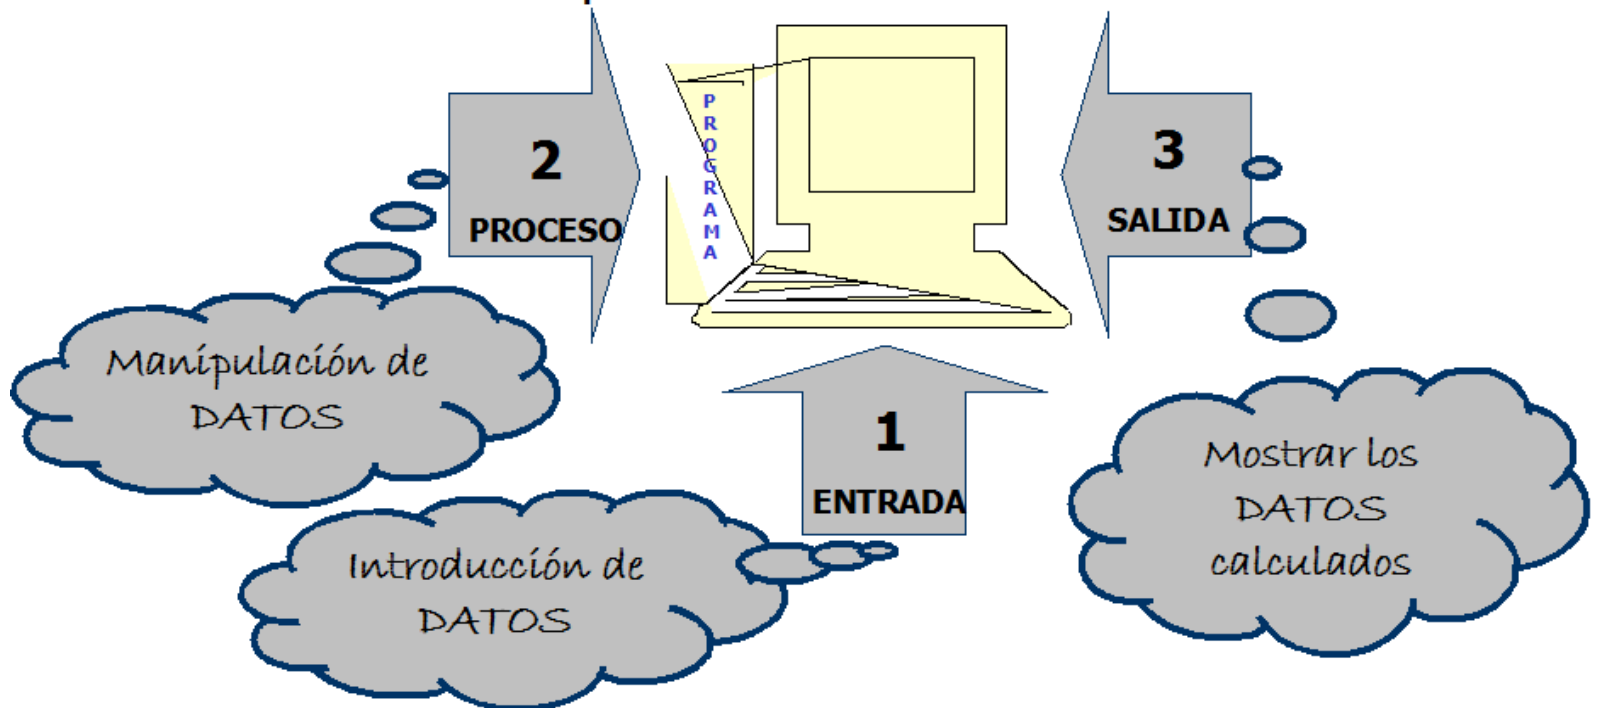 2
PROCESO
PROGRAMA
3
SALIDA
Manipulación de
DATOS
1
ENTRADA
Introducción de
DATOS
Mostrar los
DATOS
calculados